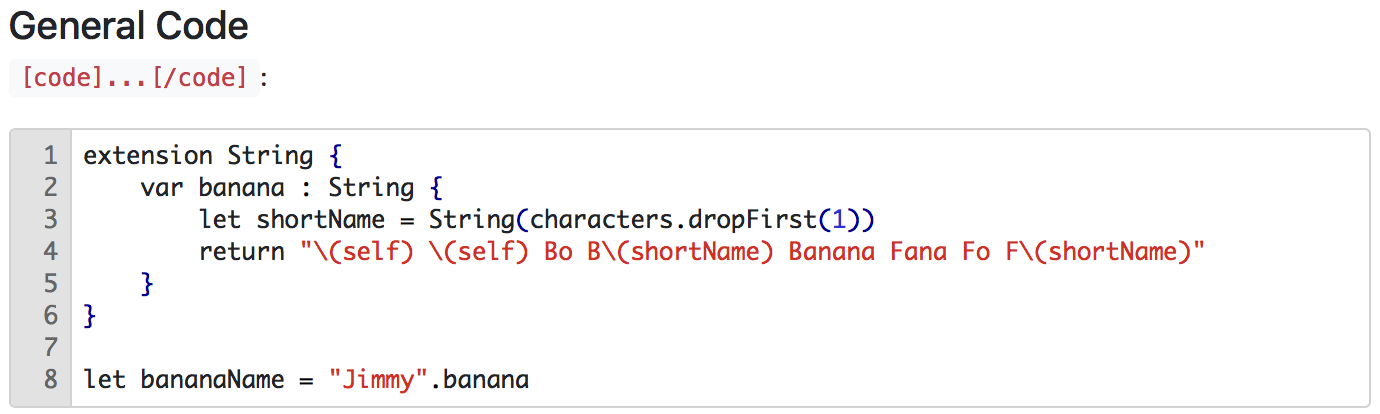 General Code
[code]...[/code] :
1 extension String {
2     var banana : String {
3         let shortName = String(characters.dropFirst(1))
4         return "\(self) \(self) Bo B\(shortName) Banana Fana Fo F\(shortName)"
5     }
6 }
7
8 let bananaName = "Jimmy".banana